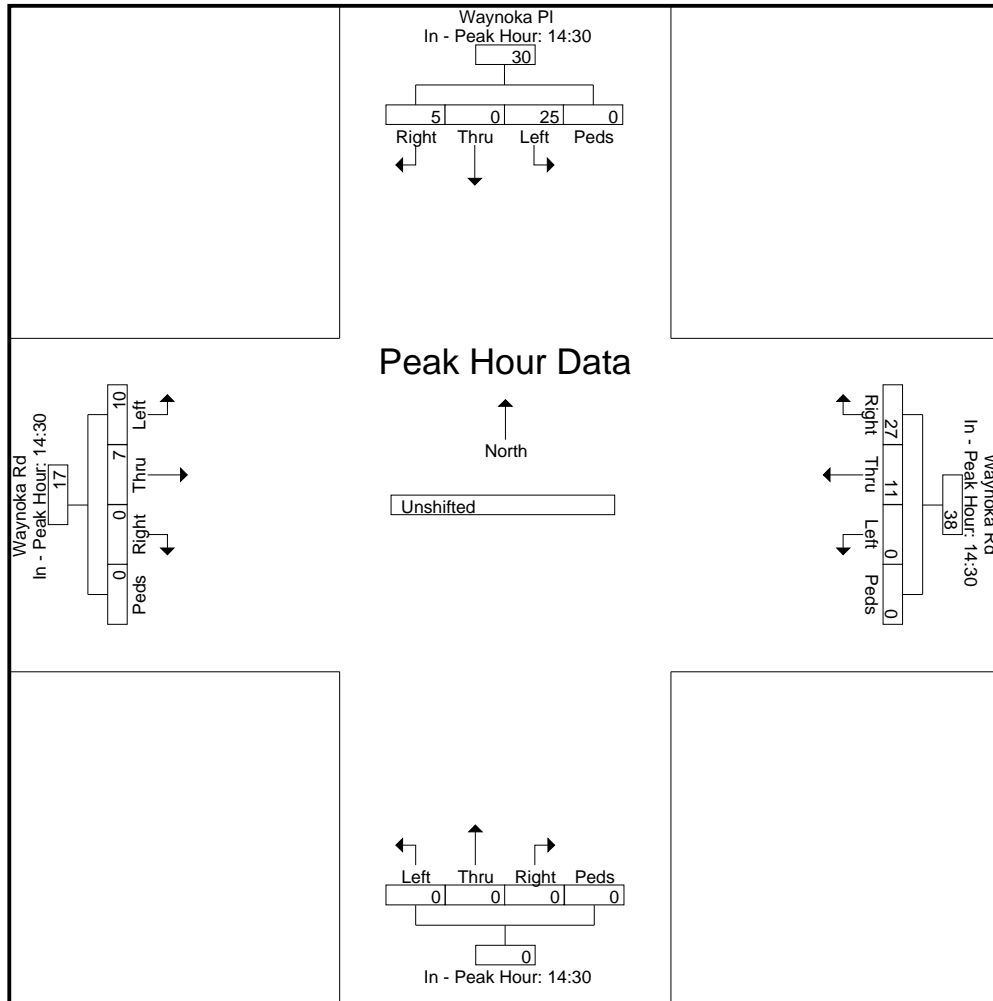 Waynoka Pl
In - Peak Hour: 14:30
30
5 0 25 0
Right Thru Left Peds
Peak Hour Data
North
Unshifted
Waynoka Rd
In - Peak Hour: 14:30
17
10 7 0 0
Left Thru Right Peds
Waynoka Rd
In - Peak Hour: 14:30
38
27 11 0 0
Right Thru Left Peds
Left Thru Right Peds
0 0 0 0
0
In - Peak Hour: 14:30